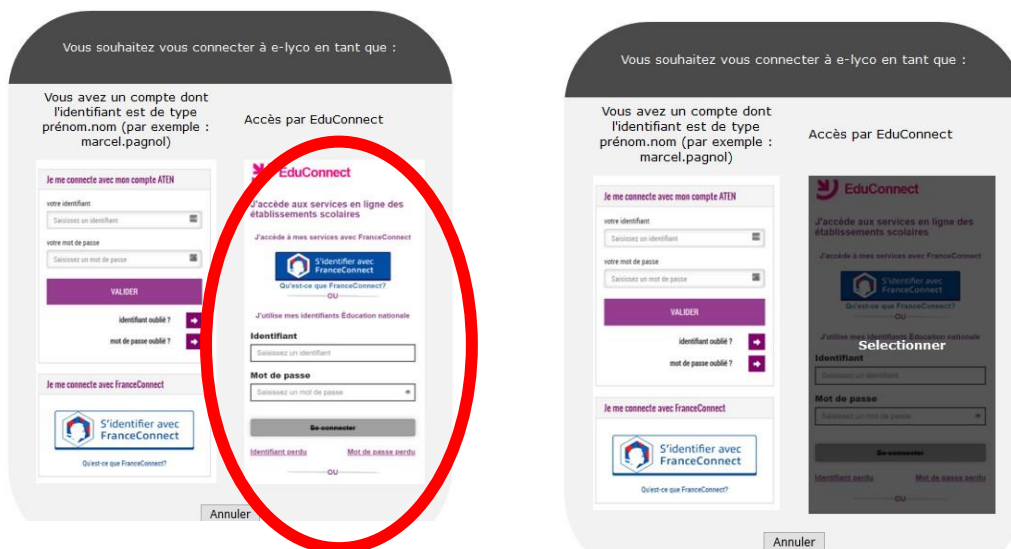 Vous souhaitez vous connecter à e-lyco en tant que :
Vous avez un compte dont
l'identifiant est de type
prénom.nom (par exemple :
marcel.pagnol)
Je me connecte avec mon compte ATEN
votre identifiant
Saisissez un identifiant
votre mot de passe
Saisissez un mot de passe
VALIDER
identifiant oublié ?
mot de passe oublié ?
Je me connecte avec FranceConnect
S'identifier avec
FranceConnect
Qu'est-ce que FranceConnect?
Accès par EduConnect
EduConnect
J'accède aux services en ligne des
établissements scolaires
J'accède à mes services avec FranceConnect
S'identifier avec
FranceConnect
Qu'est-ce que FranceConnect?
OU
J'utilise mes identifiants Éducation nationale
Identifiant
Saisissez un identifiant
Mot de passe
Saisissez un mot de passe
Se connecter
Identifiant perdu Mot de passe perdu
OU
Annuler
Vous souhaitez vous connecter à e-lyco en tant que :
Vous avez un compte dont
l'identifiant est de type
prénom.nom (par exemple :
marcel.pagnol)
Je me connecte avec mon compte ATEN
votre identifiant
Saisissez un identifiant
votre mot de passe
Saisissez un mot de passe
VALIDER
identifiant oublié ?
mot de passe oublié ?
Je me connecte avec FranceConnect
S'identifier avec
FranceConnect
Qu'est-ce que FranceConnect?
Accès par EduConnect
EduConnect
J'accède aux services en ligne des
établissements scolaires
J'accède à mes services avec FranceConnect
S'identifier avec
FranceConnect
Qu'est-ce que FranceConnect?
OU
J'utilise mes identifiants Éducation nationale
Selectionner
Identifiant
Saisissez un identifiant
Mot de passe
Saisissez un mot de passe
Se connecter
Identifiant perdu Mot de passe perdu
OU
Annuler